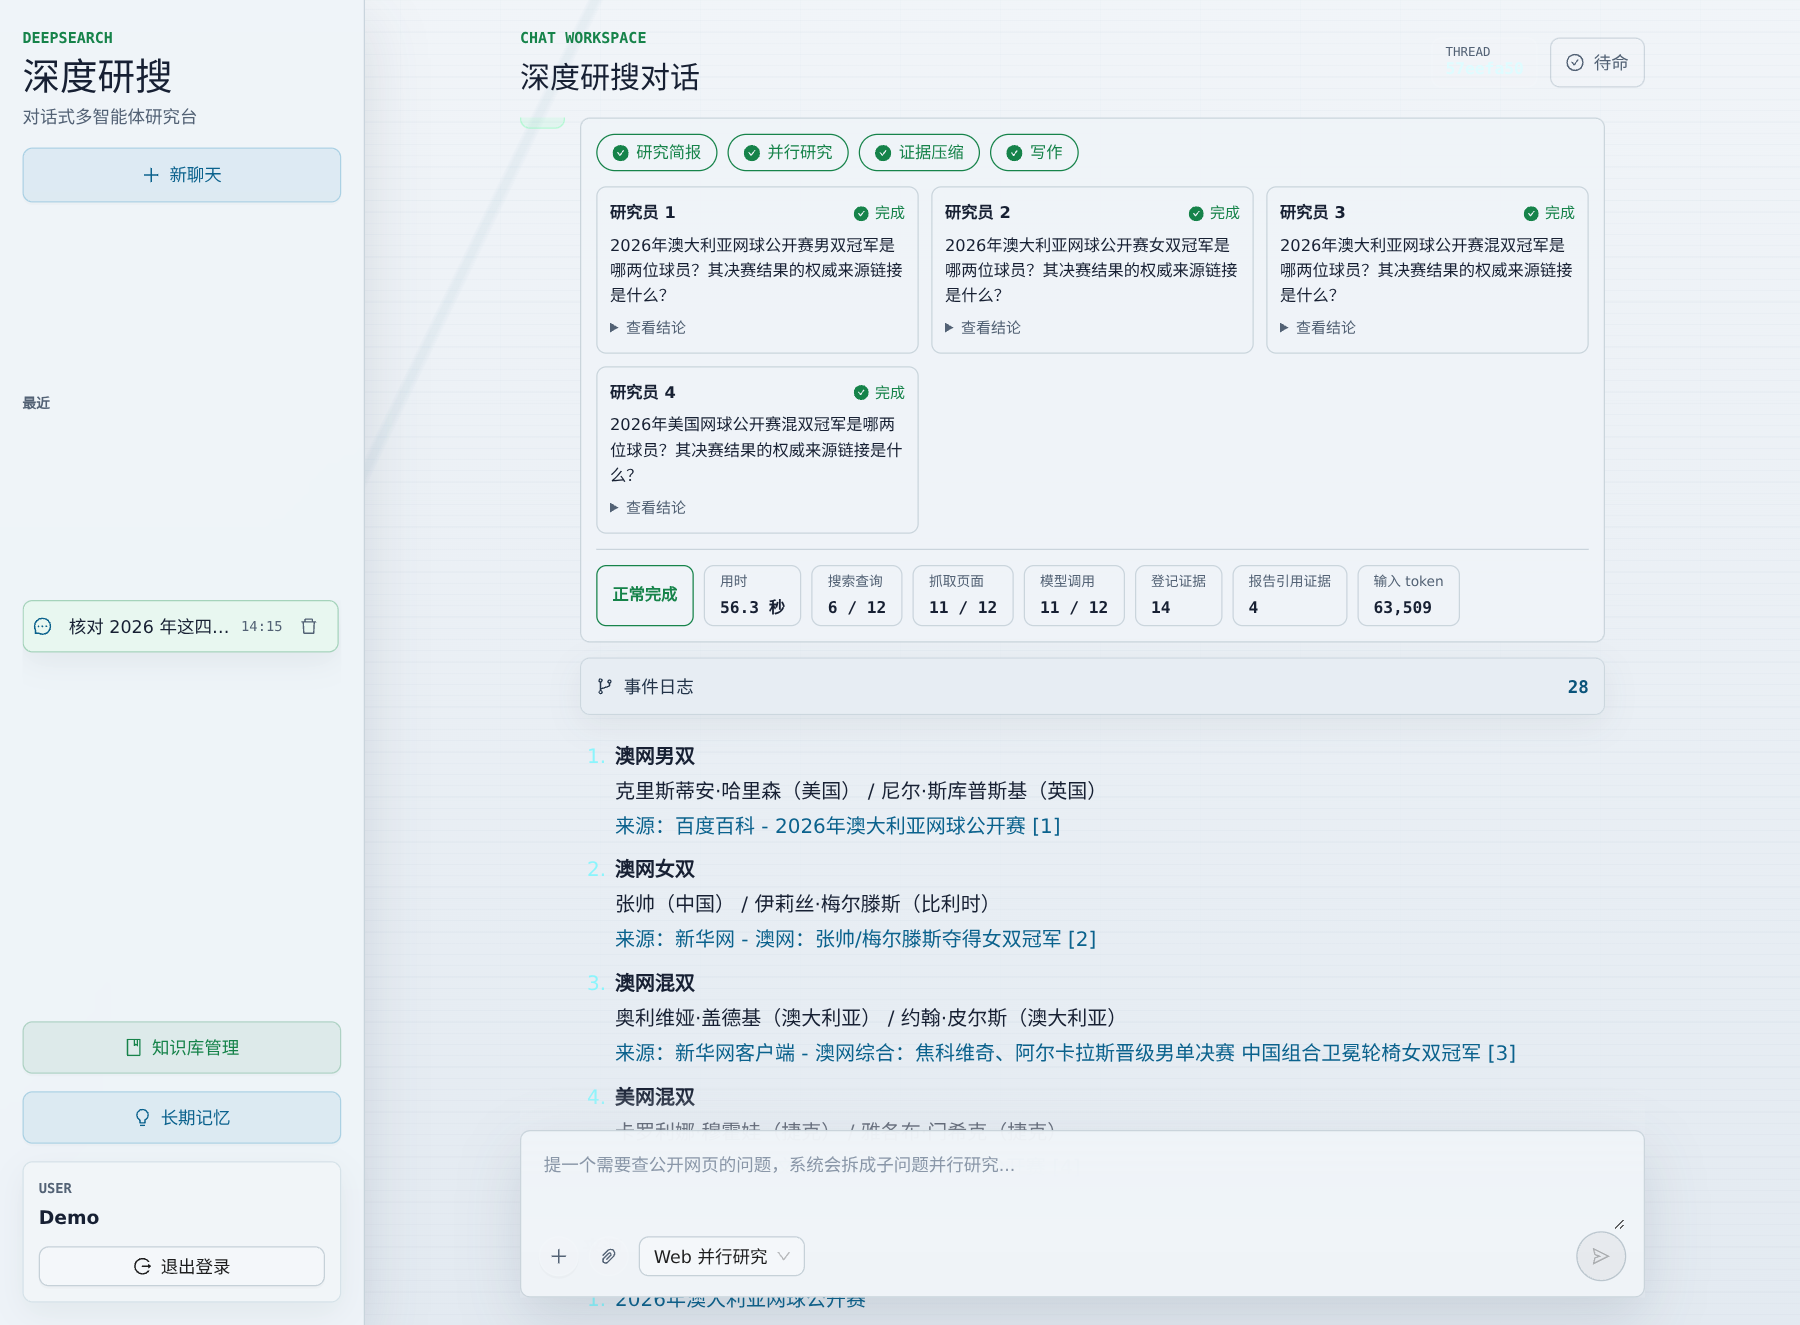 DEEPSEARCH
深度研搜
对话式多智能体研究台
新聊天
最近
核对 2026 年这四... 14:15
知识库管理
长期记忆
USER
Demo
退出登录
CHAT WORKSPACE
深度研搜对话
THREAD
待命
研究简报
并行研究
证据压缩
写作
研究员 1
完成
2026年澳大利亚网球公开赛男双冠军是
哪两位球员？其决赛结果的权威来源链接
是什么？
查看结论
研究员 2
完成
2026年澳大利亚网球公开赛女双冠军是
哪两位球员？其决赛结果的权威来源链接
是什么？
查看结论
研究员 3
完成
2026年澳大利亚网球公开赛混双冠军是
哪两位球员？其决赛结果的权威来源链接
是什么？
查看结论
研究员 4
完成
2026年美国网球公开赛混双冠军是哪两
位球员？其决赛结果的权威来源链接是什
么？
查看结论
正常完成
用时
56.3 秒
搜索查询
6 / 12
抓取页面
11 / 12
模型调用
11 / 12
登记证据
14
报告引用证据
4
输入 token
63,509
事件日志
28
1. 澳网男双
克里斯蒂安·哈里森（美国） / 尼尔·斯库普斯基（英国）
来源：百度百科 - 2026年澳大利亚网球公开赛 [1]
2. 澳网女双
张帅（中国） / 伊莉丝·梅尔滕斯（比利时）
来源：新华网 - 澳网：张帅/梅尔滕斯夺得女双冠军 [2]
3. 澳网混双
奥利维娅·盖德基（澳大利亚） / 约翰·皮尔斯（澳大利亚）
来源：新华网客户端 - 澳网综合：焦科维奇、阿尔卡拉斯晋级男单决赛 中国组合卫冕轮椅女双冠军 [3]
4. 美网混双
提一个需要查公开网页的问题，系统会拆成子问题并行研究...
Web 并行研究
1. 2026年澳大利亚网球公开赛